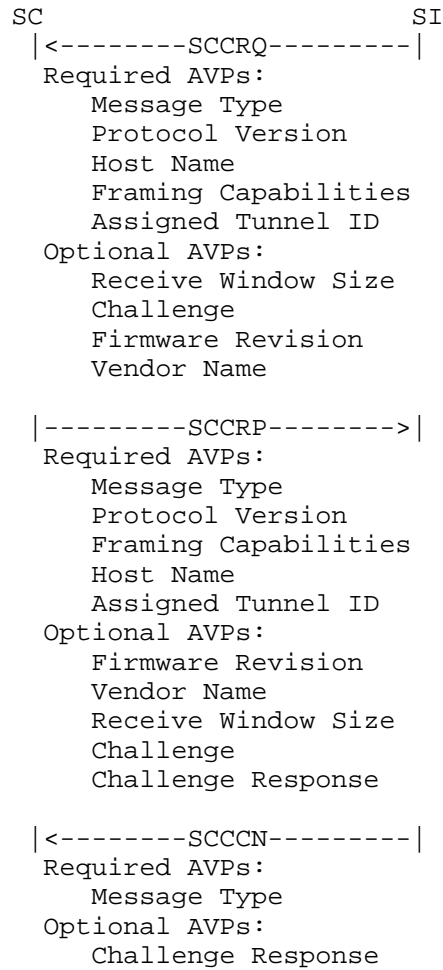 SC                       SI
 |<--------SCCRQ---------|
  Required AVPs:
     Message Type
     Protocol Version
     Host Name
     Framing Capabilities
     Assigned Tunnel ID
  Optional AVPs:
     Receive Window Size
     Challenge
     Firmware Revision
     Vendor Name

 |---------SCCRP-------->|
  Required AVPs:
     Message Type
     Protocol Version
     Framing Capabilities
     Host Name
     Assigned Tunnel ID
  Optional AVPs:
     Firmware Revision
     Vendor Name
     Receive Window Size
     Challenge
     Challenge Response

 |<--------SCCCN---------|
  Required AVPs:
     Message Type
  Optional AVPs:
     Challenge Response